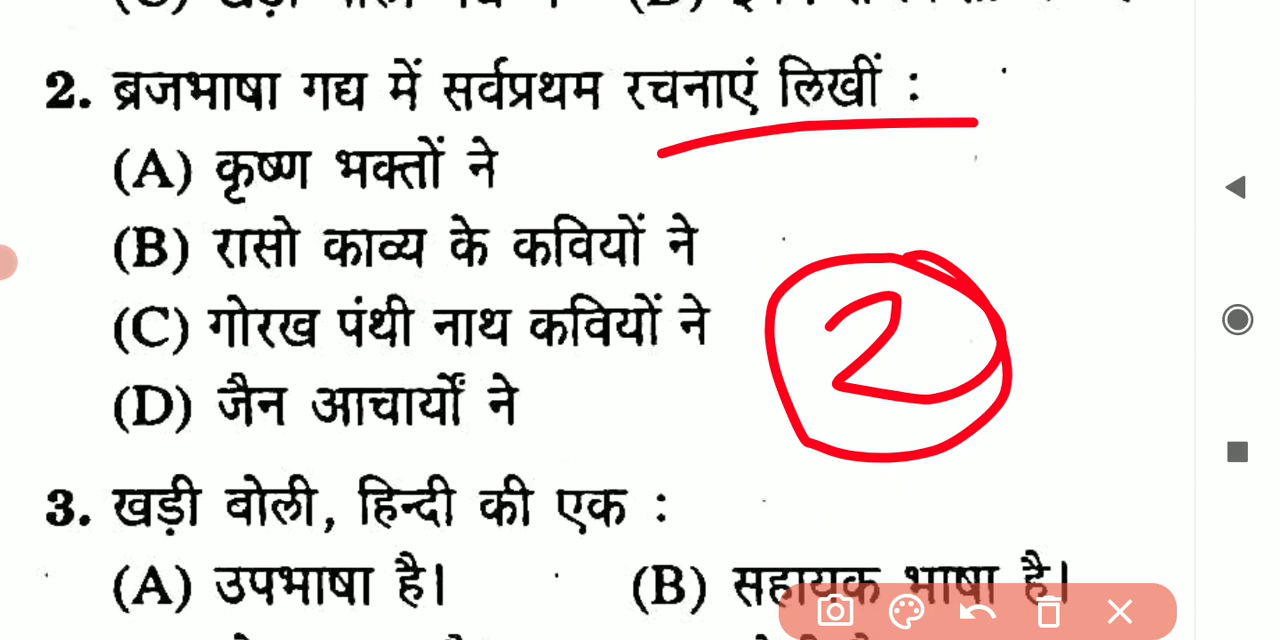 2. ब्रजभाषा गद्य में सर्वप्रथम रचनाएं लिखीं :
(A) कृष्ण भक्तों ने
(B) रासो काव्य के कवियों ने
(C) गोरख पंथी नाथ कवियों ने
2
(D) जैन आचार्यों ने
3. खड़ी बोली, हिन्दी की एक :
(A) उपभाषा है। (B) सहायक भाषा है।